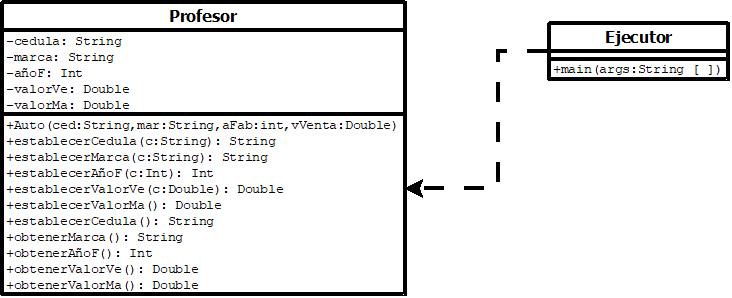 Profesor
-cedula: String
-marca: String
-añoF: Int
-valorVe: Double
-valorMa: Double
+Auto(ced:String,mar:String,aFab:int,vVenta:Double)
+establecerCedula(c:String): String
+establecerMarca(c:String): String
+establecerAñoF(c:Int): Int
+establecerValorVe(c:Double): Double
+establecerValorMa(): Double
+establecerCedula(): String
+obtenerMarca(): String
+obtenerAñoF(): Int
+obtenerValorVe(): Double
+obtenerValorMa(): Double
Ejecutor
+main(args:String [ ])